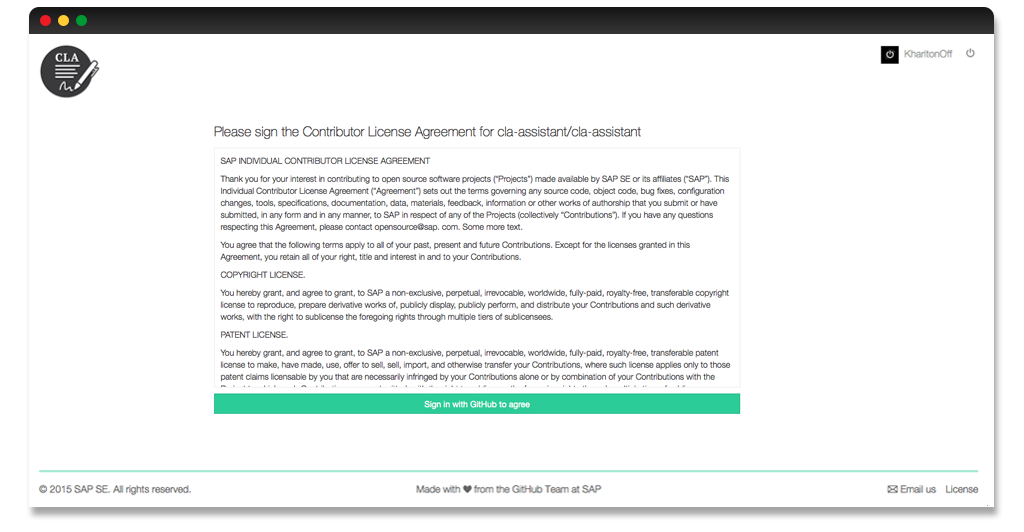 CLA
KharitonOff
Please sign the Contributor License Agreement for cla-assistant/cla-assistant
SAP INDIVIDUAL CONTRIBUTOR LICENSE AGREEMENT
Thank you for your interest in contributing to open source software projects (“Projects”) made available by SAP SE or its affiliates (“SAP”). This
Individual Contributor License Agreement (“Agreement”) sets out the terms governing any source code, object code, bug fixes, configuration
changes, tools, specifications, documentation, data, materials, feedback, information or other works of authorship that you submit or have
submitted, in any form and in any manner, to SAP in respect of any of the Projects (collectively “Contributions”). If you have any questions
respecting this Agreement, please contact opensource@sap. com. Some more text.
You agree that the following terms apply to all of your past, present and future Contributions. Except for the licenses granted in this
Agreement, you retain all of your right, title and interest in and to your Contributions.
COPYRIGHT LICENSE.
You hereby grant, and agree to grant, to SAP a non-exclusive, perpetual, irrevocable, worldwide, fully-paid, royalty-free, transferable copyright
license to reproduce, prepare derivative works of, publicly display, publicly perform, and distribute your Contributions and such derivative
works, with the right to sublicense the foregoing rights through multiple tiers of sublicensees.
PATENT LICENSE.
You hereby grant, and agree to grant, to SAP a non-exclusive, perpetual, irrevocable, worldwide, fully-paid, royalty-free, transferable patent
license to make, have made, use, offer to sell, sell, import, and otherwise transfer your Contributions, where such license applies only to those
patent claims licensable by you that are necessarily infringed by your Contributions alone or by combination of your Contributions with the
Sign in with GitHub to agree
© 2015 SAP SE. All rights reserved.
Made with ♥ from the GitHub Team at SAP
Email us
License